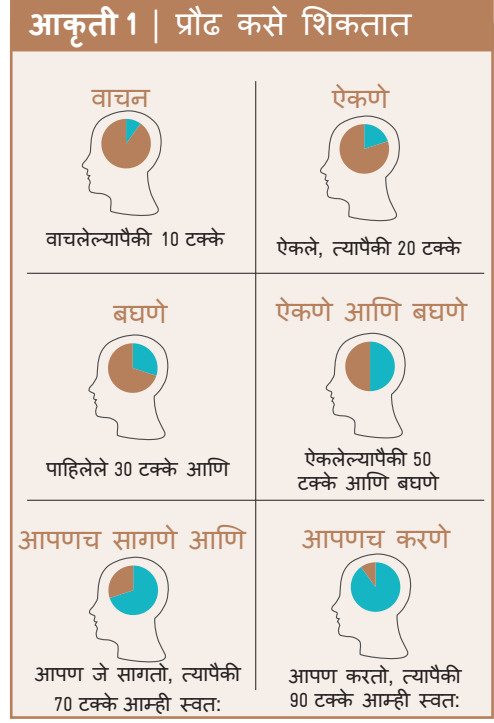 आकृती 1 | प्रौढ कसे शिकतात
वाचन
वाचलेल्यापैकी 10 टक्के
ऐकणे
ऐकले, त्यापैकी 20 टक्के
बघणे
पाहिलेले 30 टक्के आणि
ऐकणे आणि बघणे
ऐकलेल्यापैकी 50
टक्के आणि बघणे
आपणच सागणे आणि
आपण जे सागतो, त्यापैकी
70 टक्के आम्ही स्वत:
आपणच करणे
आपण करतो, त्यापैकी
90 टक्के आम्ही स्वत: